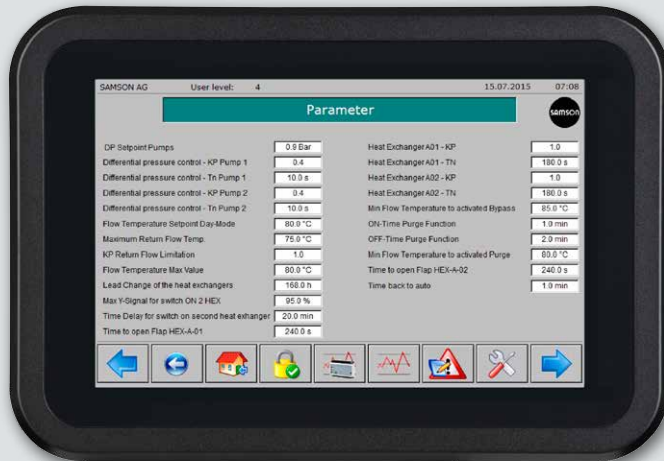 SAMSON AG User level: 4 15.07.2015 07:08
Parameter
samson
DP Setpoint Pumps 0.9 Bar
Differential pressure control - KP Pump 1 0.4
Differential pressure control - Tn Pump 1 10.0 s
Differential pressure control - KP Pump 2 0.4
Differential pressure control - Tn Pump 2 10.0 s
Flow Temperature Setpoint Day-Mode 80.0 °C
Maximum Return Flow Temp. 75.0 °C
KP Return Flow Limitation 1.0
Flow Temperature Max Value 80.0 °C
Lead Change of the heat exchangers 168.0 h
Max Y-Signal for switch ON 2 HEX 95.0 %
Time Delay for switch on second heat exhanger 20.0 min
Time to open Flap HEX-A-01 240.0 s
Heat Exchanger A01 - KP 1.0
Heat Exchanger A01 - TN 180.0 s
Heat Exchanger A02 - KP 1.0
Heat Exchanger A02 - TN 180.0 s
Min Flow Temperature to activated Bypass 85.0 °C
ON-Time Purge Function 1.0 min
OFF-Time Purge Function 2.0 min
Min Flow Temperature to activated Purge 80.0 °C
Time to open Flap HEX-A-02 240.0 s
Time back to auto 1.0 min